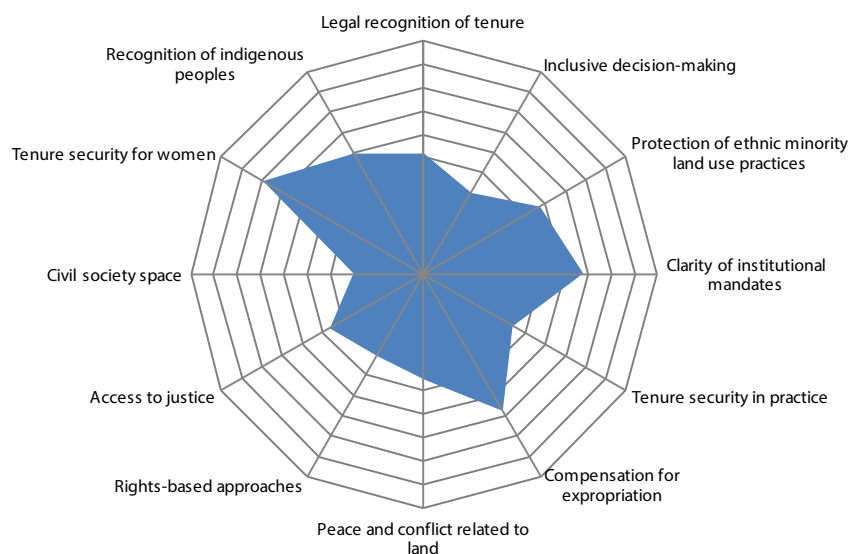 Legal recognition of tenure
Inclusive decision-making
Protection of ethnic minority
land use practices
Clarity of institutional
mandates
Tenure security in practice
Compensation for
expropriation
Peace and conflict related to
land
Rights-based approaches
Access to justice
Civil society space
Tenure security for women
Recognition of indigenous
peoples